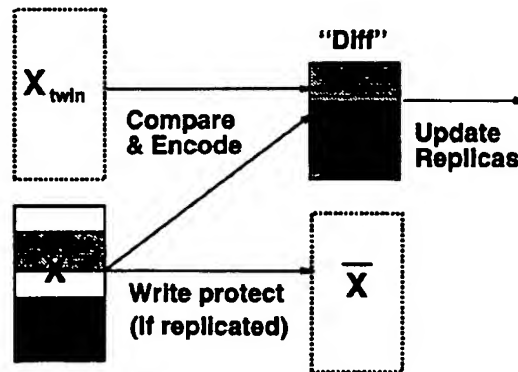 "Diff"
X twin
Compare
& Encode
Update
Replicas
X
Write protect
(If replicated)
X̅